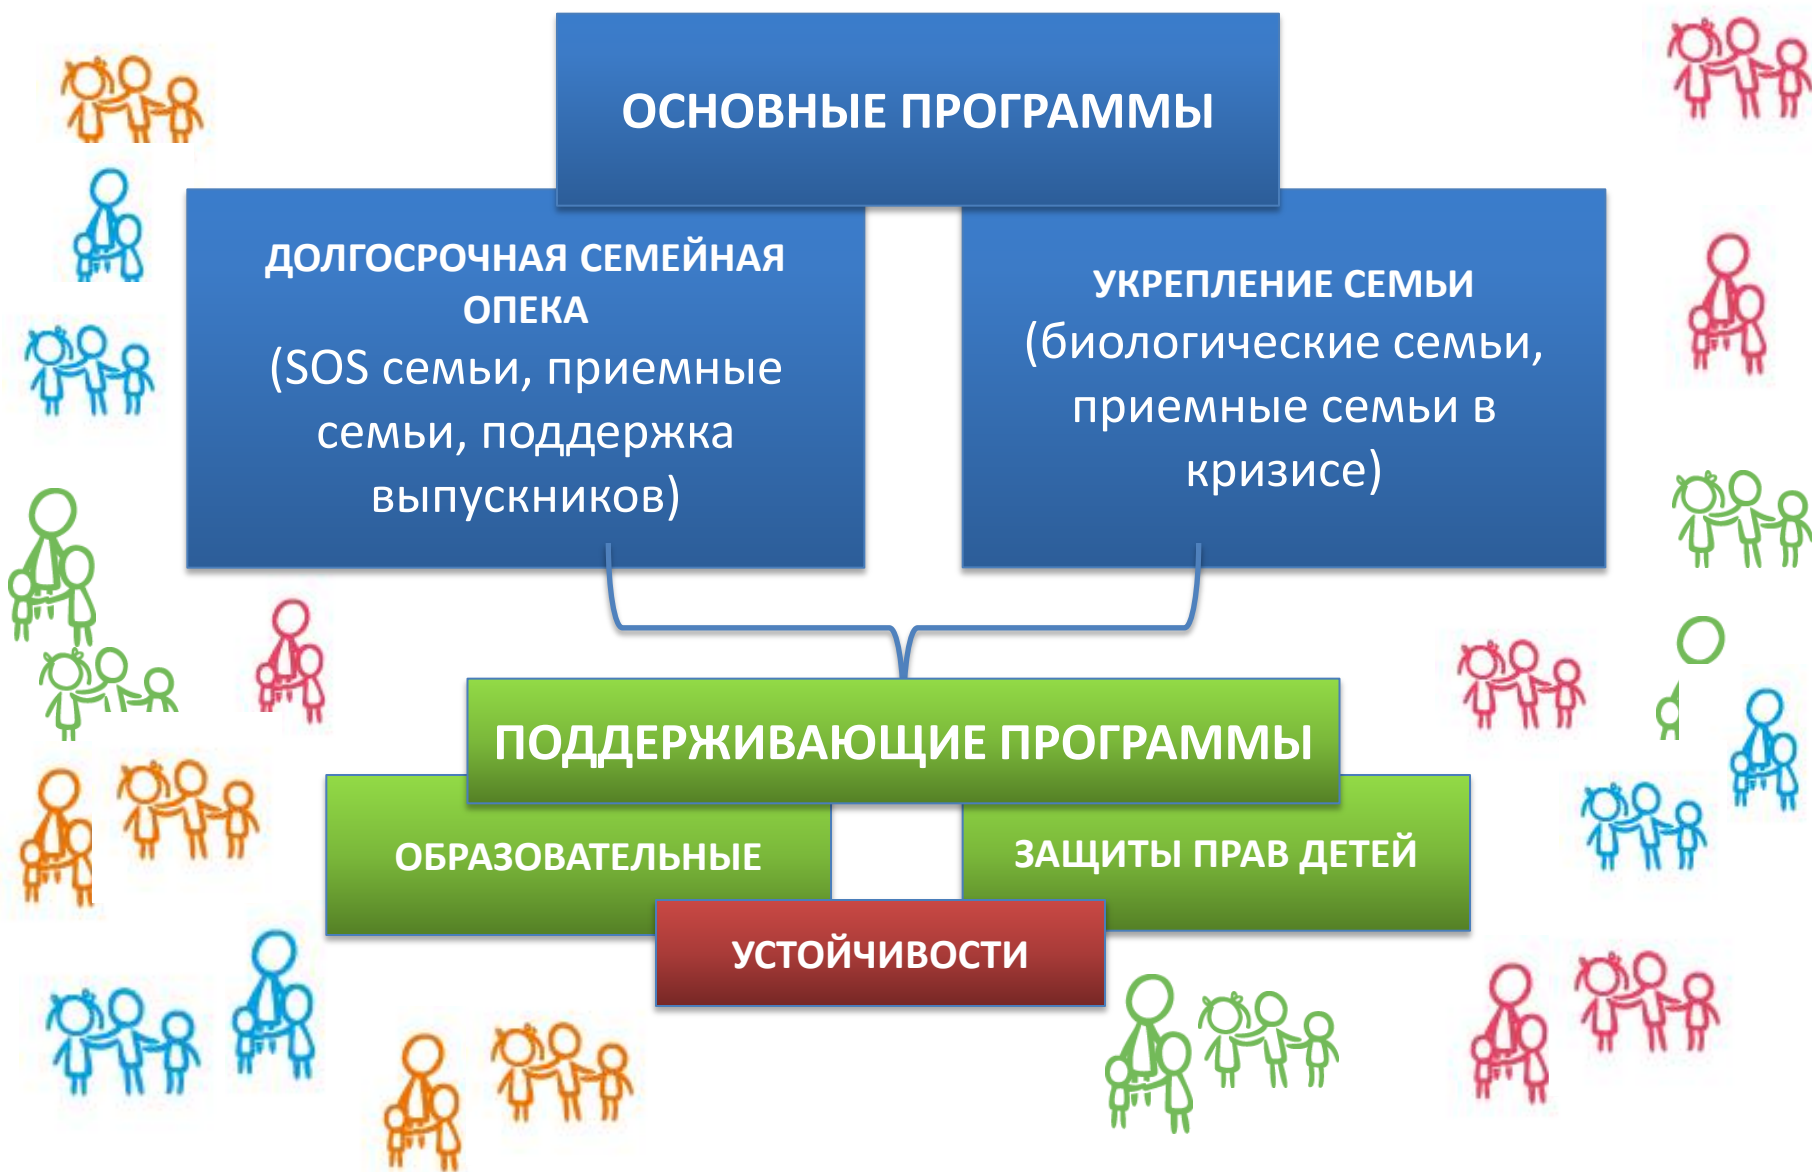 ОСНОВНЫЕ ПРОГРАММЫ
ДОЛГОСРОЧНАЯ СЕМЕЙНАЯ
ОПЕКА
(SOS семьи, приемные
семьи, поддержка
выпускников)
УКРЕПЛЕНИЕ СЕМЬИ
(биологические семьи,
приемные семьи в
кризисе)
ПОДДЕРЖИВАЮЩИЕ ПРОГРАММЫ
ОБРАЗОВАТЕЛЬНЫЕ
ЗАЩИТЫ ПРАВ ДЕТЕЙ
УСТОЙЧИВОСТИ